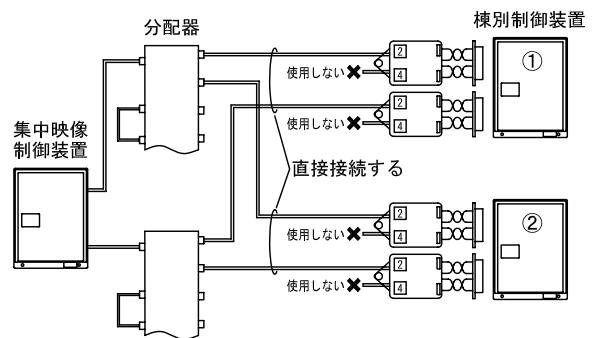 分配器
棟別制御装置
2
4
使用しない
①
2
4
使用しない
集中映像
制御装置
直接接続する
2
4
使用しない
②
2
4
使用しない